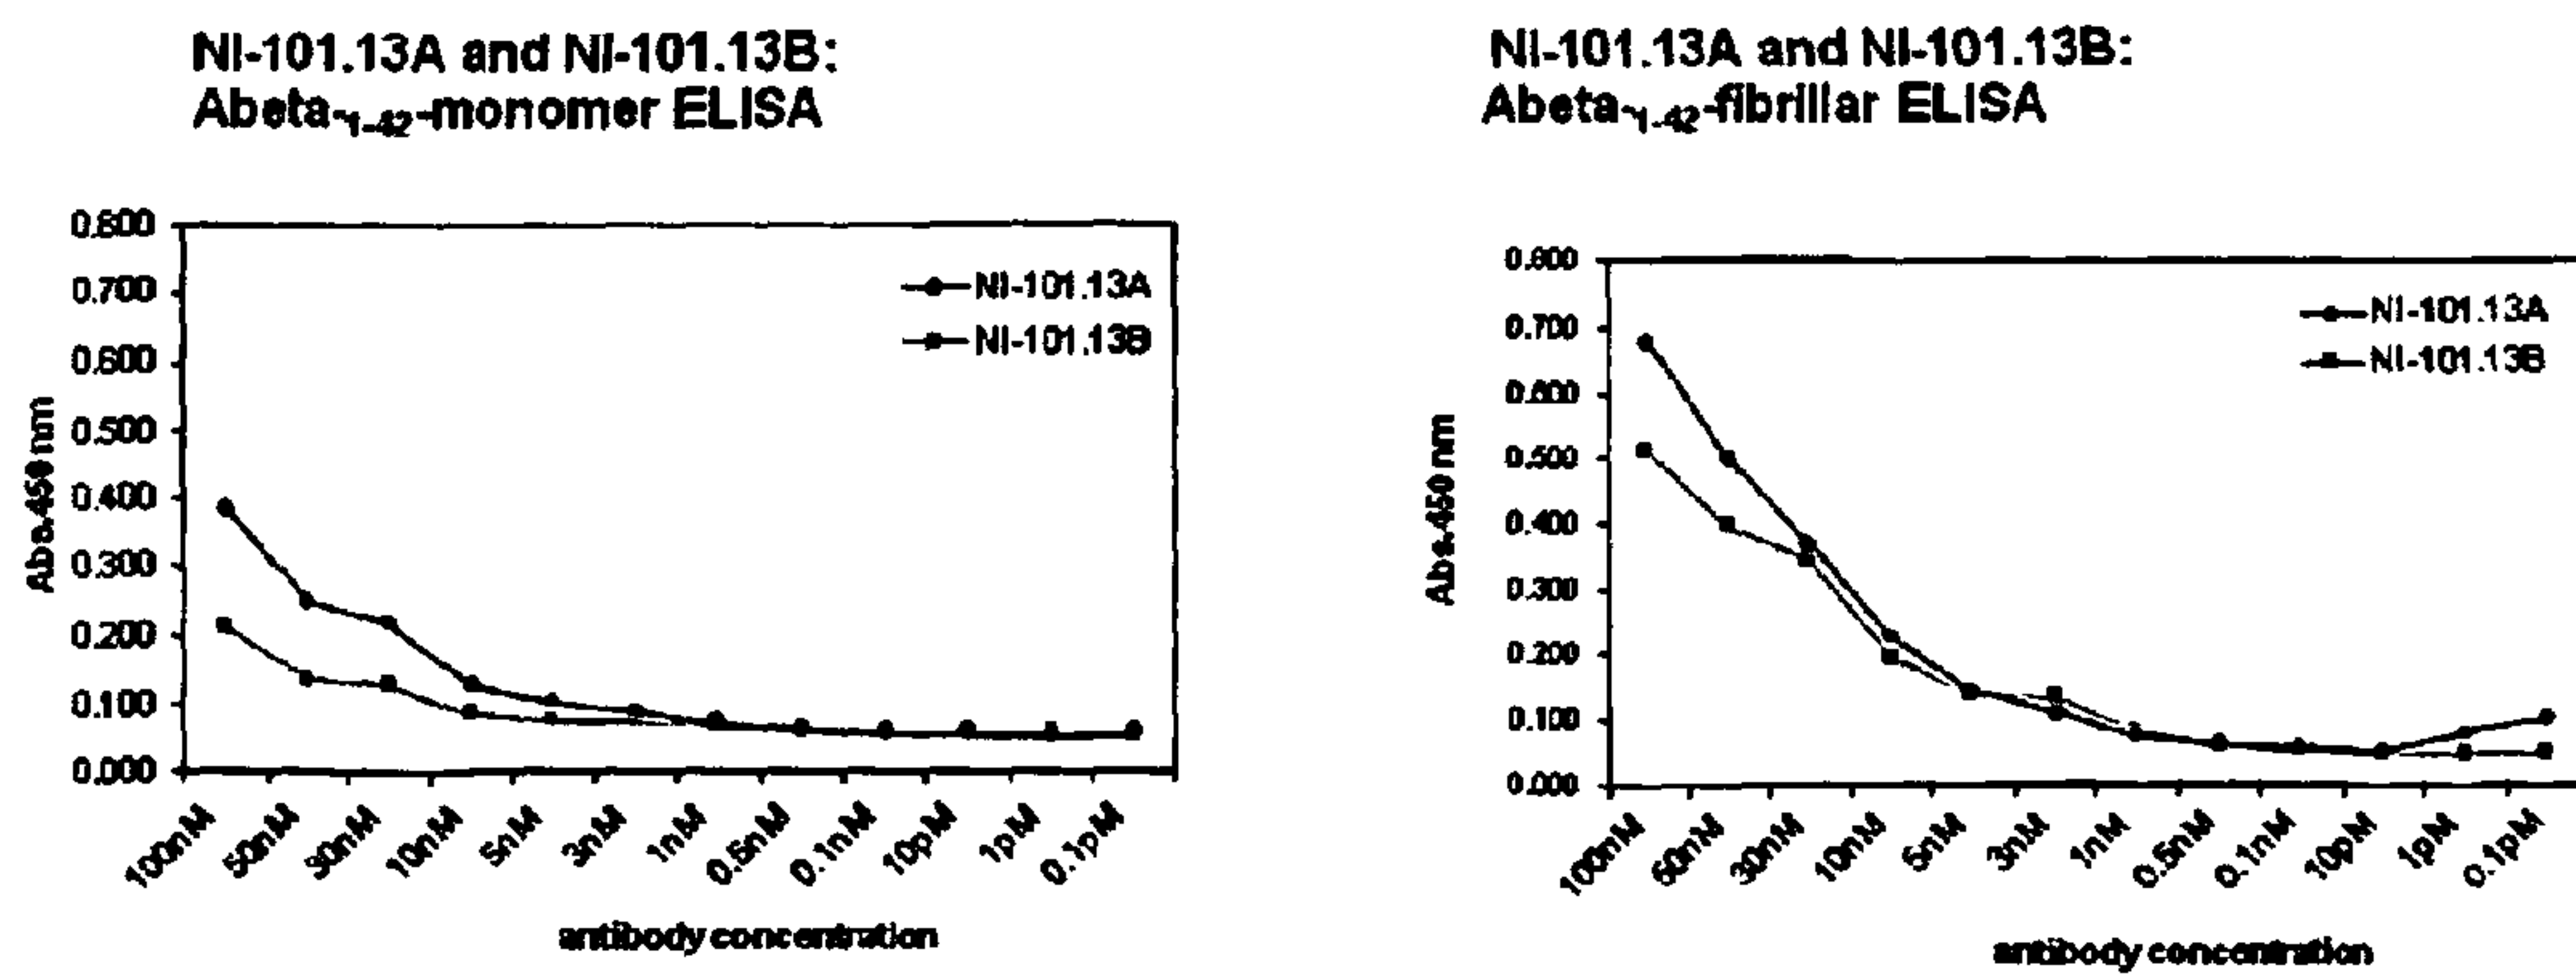 NI-101.13A and NI-101.13B:
Abeta-1-42-monomer ELISA
0.800
0.700
0.600
0.500
0.400
0.300
0.200
0.100
0.000
Abs.450 nm
NI-101.13A
NI-101.13B
100nM
50nM
30nM
10nM
5nM
3nM
1nM
0.5nM
0.1nM
10pM
1pM
0.1pM
antibody concentration
NI-101.13A and NI-101.13B:
Abeta-1-42-fibrillar ELISA
0.800
0.700
0.600
0.500
0.400
0.300
0.200
0.100
0.000
Abs.450 nm
NI-101.13A
NI-101.13B
100nM
50nM
30nM
10nM
5nM
3nM
1nM
0.5nM
0.1nM
10pM
1pM
0.1pM
antibody concentration